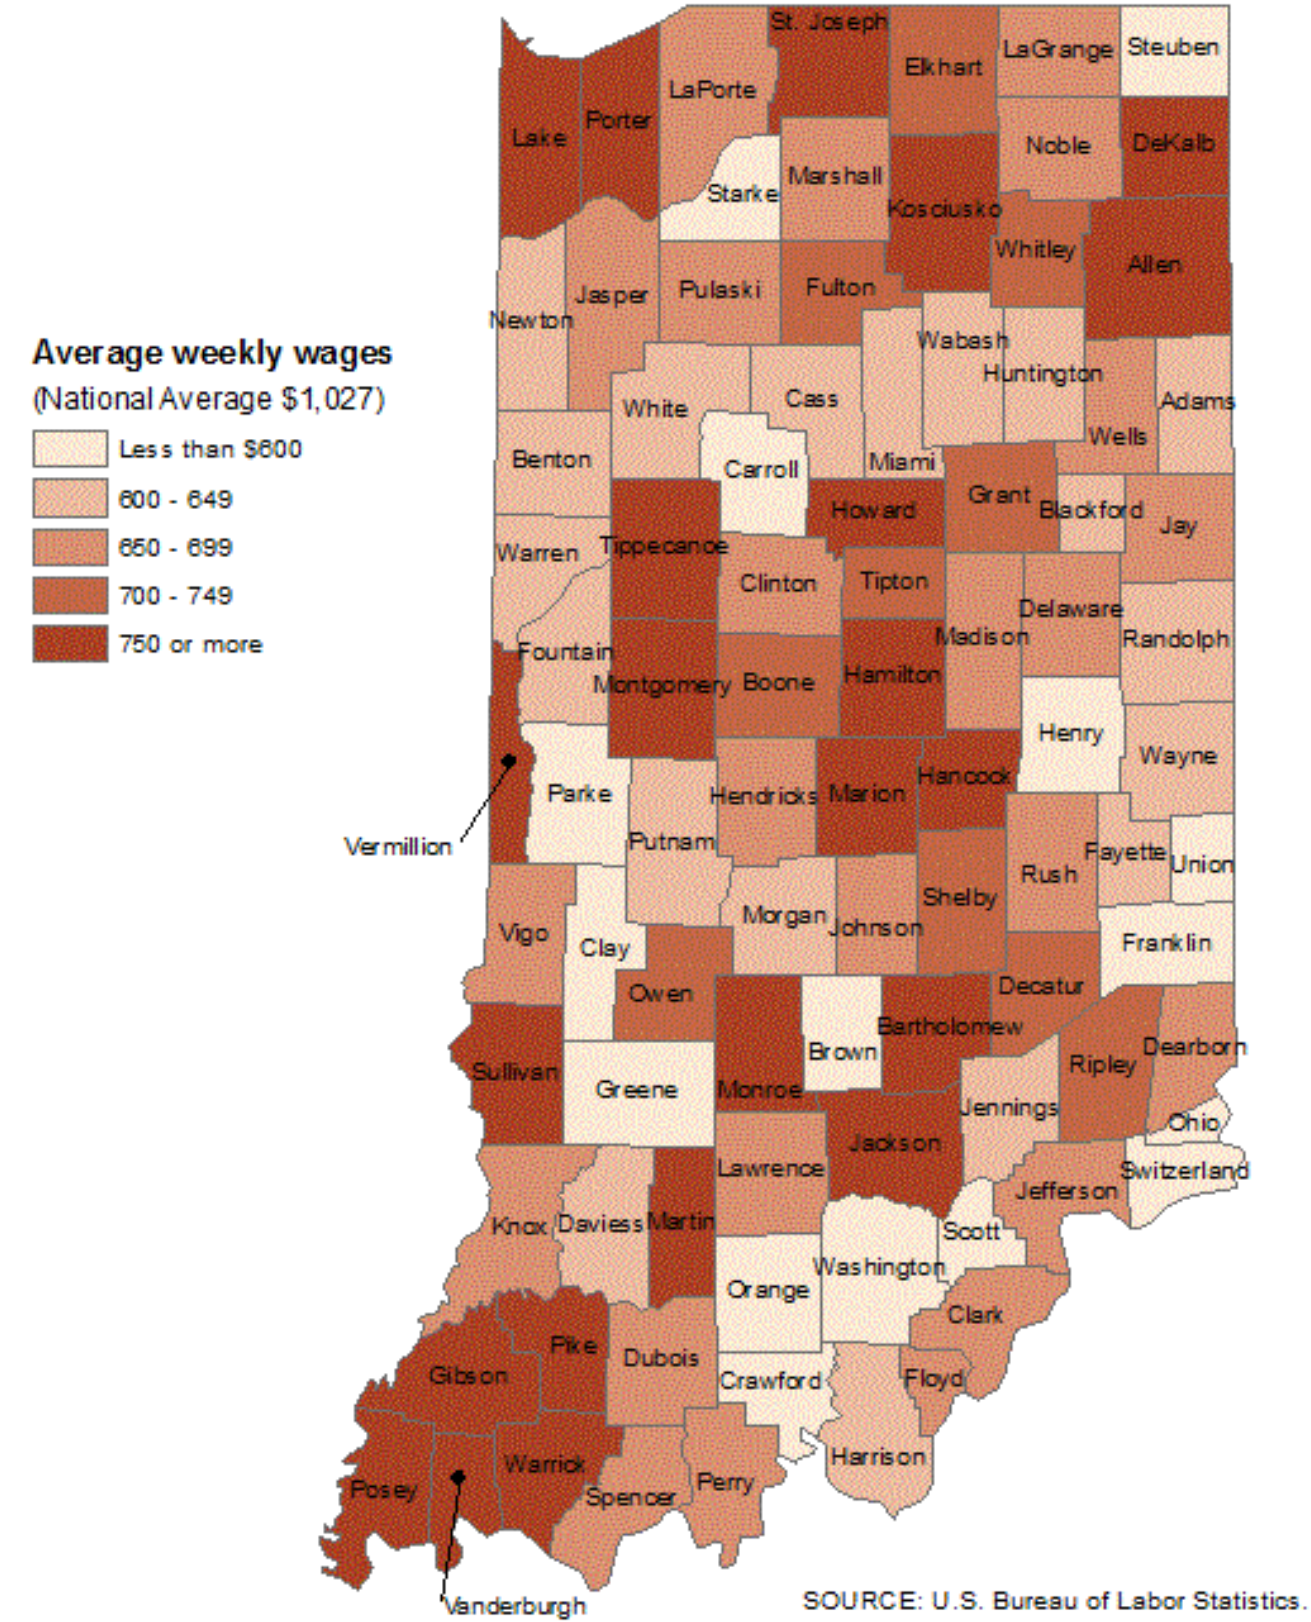 St. Joseph
Steuben
LaGrange
Elkhart
LaPorte
Porter
Lake
DeKalb
Noble
Marshall
Starke
Kosciusko
Whitley
Allen
Fulton
Pulaski
Jasper
Newton
Wabash
Huntington
Average weekly wages
(National Average $1,027)
Less than $600
600 - 649
650 - 699
700 - 749
750 or more
White
Cass
Adams
Wells
Benton
Carroll
Miami
Grant
Blackford
Howard
Jay
Warren
Tippecanoe
Clinton
Tipton
Delaware
Madison
Randolph
Fountain
Montgomery
Boone
Hamilton
Henry
Wayne
Hancock
Parke
Hendricks
Marion
Vermillion
Putnam
Fayette
Union
Rush
Shelby
Morgan
Johnson
Vigo
Clay
Franklin
Owen
Decatur
Bartholomew
Brown
Dearborn
Ripley
Sullivan
Greene
Monroe
Jennings
Ohio
Jackson
Lawrence
Switzerland
Jefferson
Knox
Daviess
Martin
Scott
Washington
Orange
Clark
Pike
Dubois
Gibson
Crawford
Floyd
Harrison
Warrick
Perry
Posey
Spencer
Vanderburgh
SOURCE: U.S. Bureau of Labor Statistics.